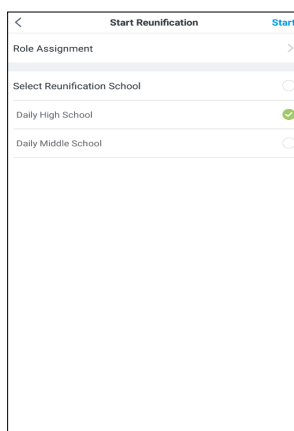 Start Reunification Start
Role Assignment
Select Reunification School
Daily High School
Daily Middle School